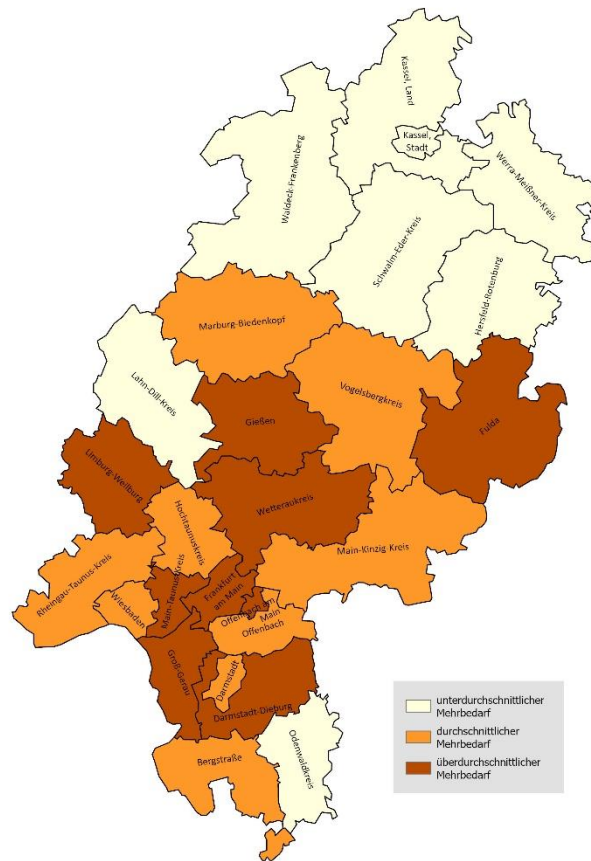 Kassel, Land
Kassel,
Stadt
Werra-Meißner-Kreis
Waldeck-Frankenberg
Schwalm-Eder-Kreis
Hersfeld-Rotenburg
Marburg-Biedenkopf
Lahn-Dill-Kreis
Vogelsbergkreis
Gießen
Fulda
Limburg-Weilburg
Wetteraukreis
Hochtaunuskreis
Main-Kinzig-Kreis
Rheingau-Taunus-Kreis
Wiesbaden
Main-Taunus-Kreis
Frankfurt
am Main
Offenbach am
Main
Offenbach
Groß-Gerau
Darmstadt
Darmstadt-Dieburg
Bergstraße
Odenwaldkreis
unterdurchschnittlicher
Mehrbedarf
durchschnittlicher
Mehrbedarf
überdurchschnittlicher
Mehrbedarf